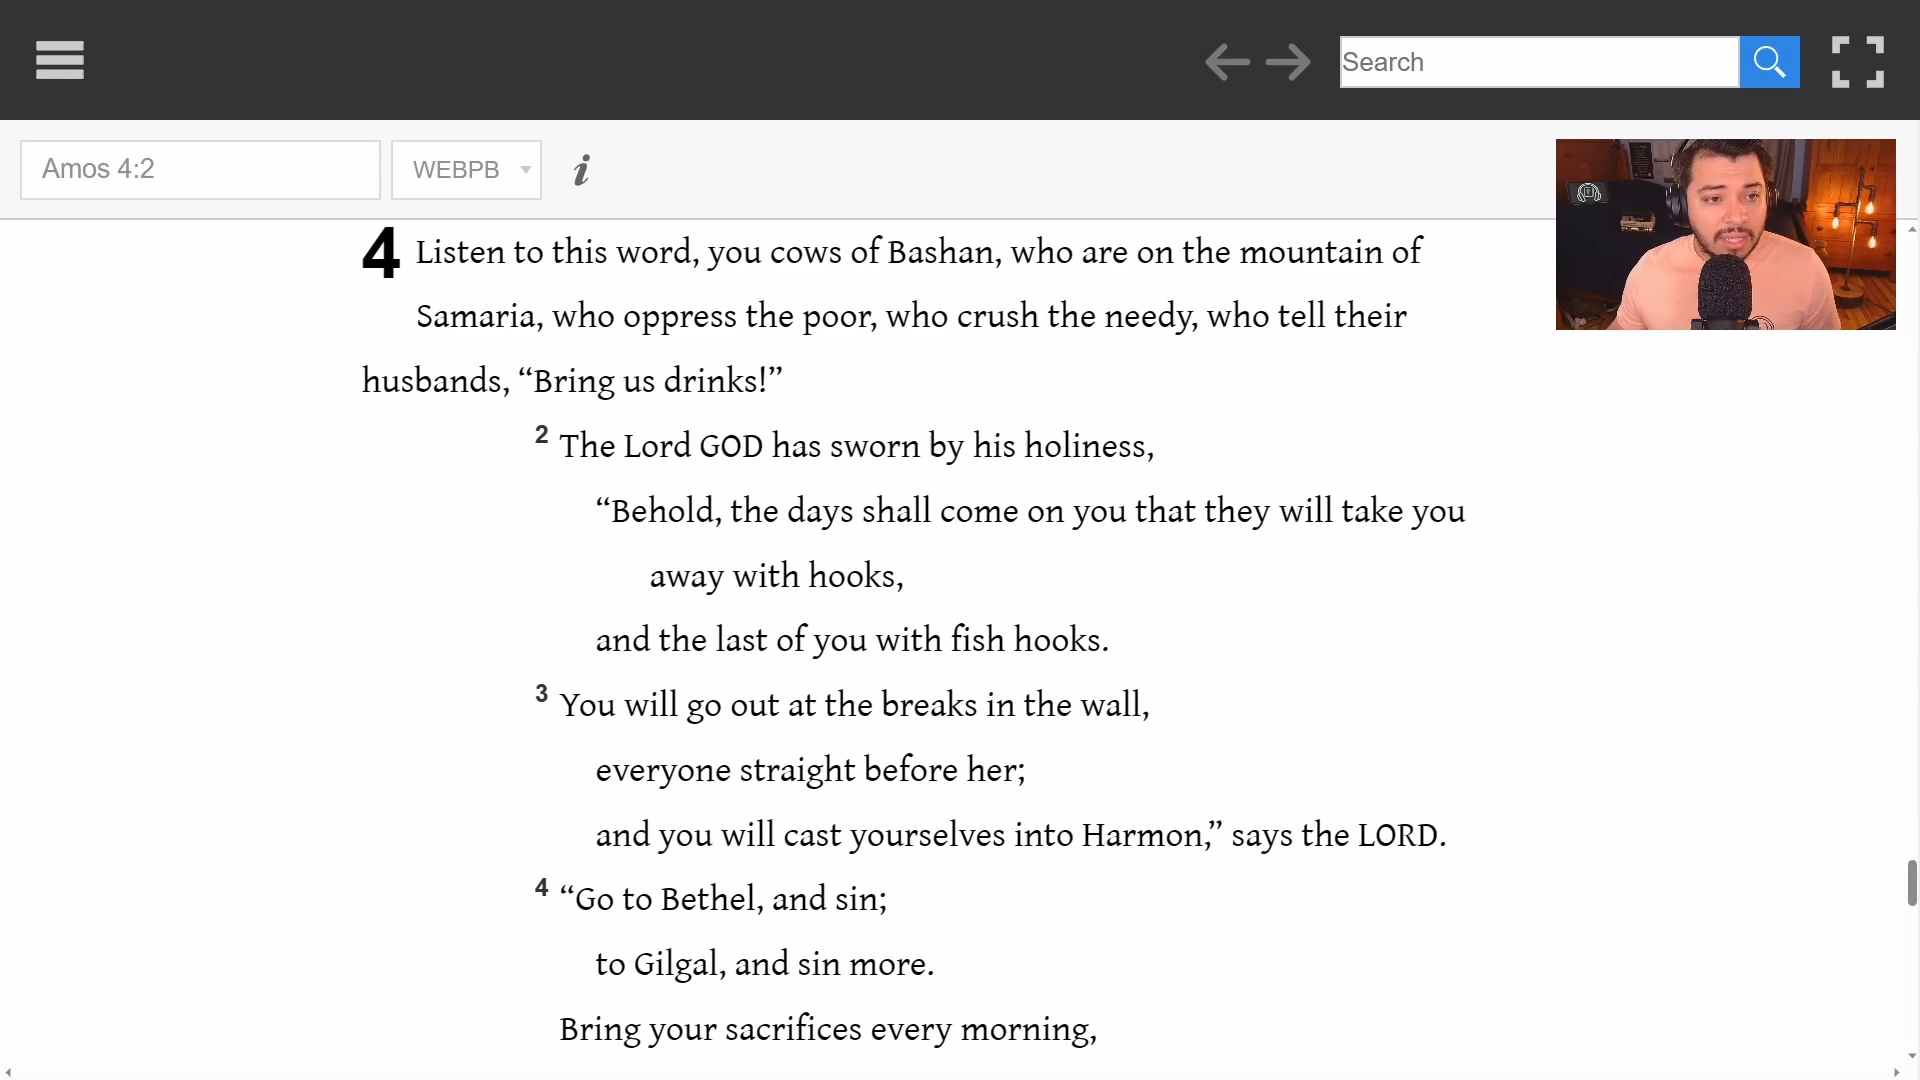 Search
Amos 4:2
WEBPB
i
4 Listen to this word, you cows of Bashan, who are on the mountain of
Samaria, who oppress the poor, who crush the needy, who tell their
husbands, “Bring us drinks!”
2 The Lord GOD has sworn by his holiness,
“Behold, the days shall come on you that they will take you
away with hooks,
and the last of you with fish hooks.
3 You will go out at the breaks in the wall,
everyone straight before her;
and you will cast yourselves into Harmon,” says the LORD.
4 “Go to Bethel, and sin;
to Gilgal, and sin more.
Bring your sacrifices every morning,